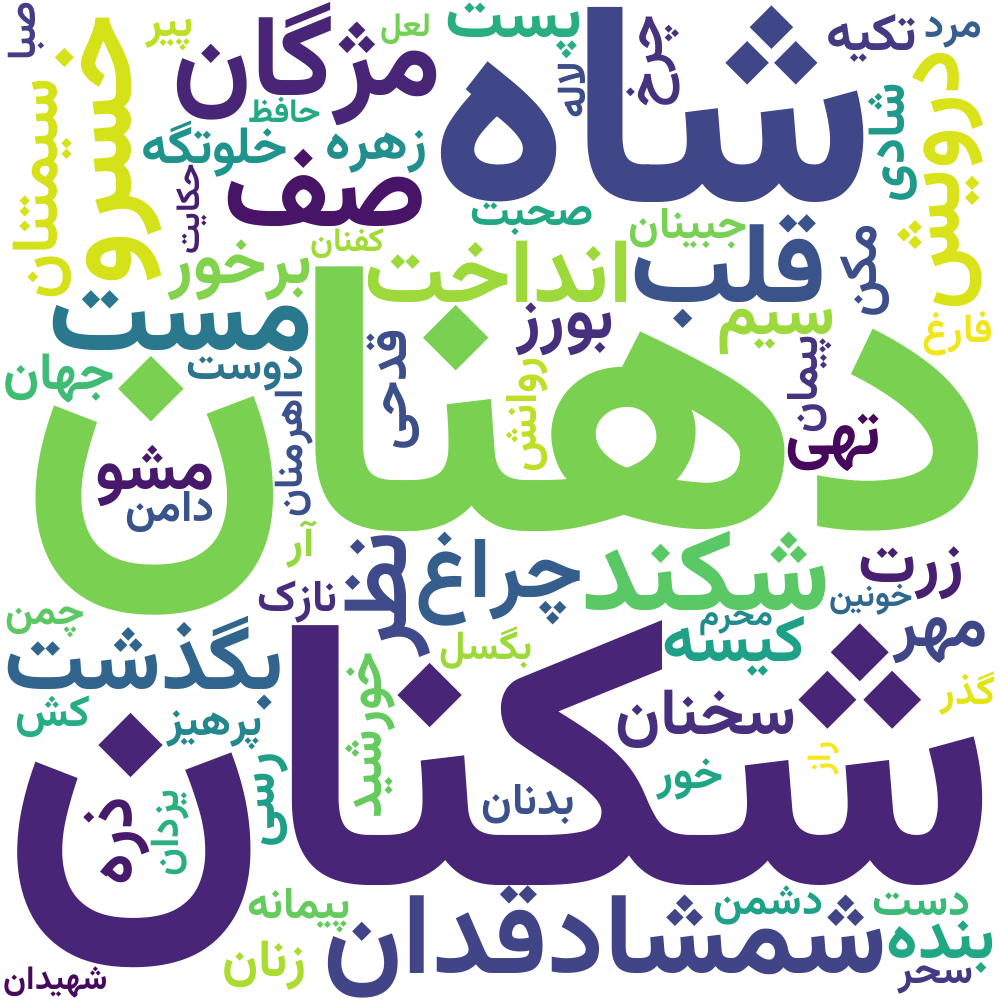 صبا
پیر
لعل
پست
شاه
چرخ
تکیه
مرد
خسرو
مژگان
لاله
درویش
سیمتنان
حافظ
شادی
خلوتگه
زهره
حکایت
صف
صحبت
کفنان
جبینان
برخور
انداخت
قلب
مکن
مست
بورز
سیم
فارغ
دهنان
جهان
دوست
قدحی
روانش
پیمان
اهرمنان
تهی
مشو
دامن
آر
نظر
چراغ
شکند
زرت
نازک
خونین
چمن
محرم
کیسه
مهر
بگذشت
بگسل
شکنان
خورشید
گذر
کش
پرهیز
سخنان
راز
رسی
خور
ذره
یزدان
بدنان
پیمانه
شمشادقدان
دشمن
دست
زنان
بنده
شهیدان
سحر